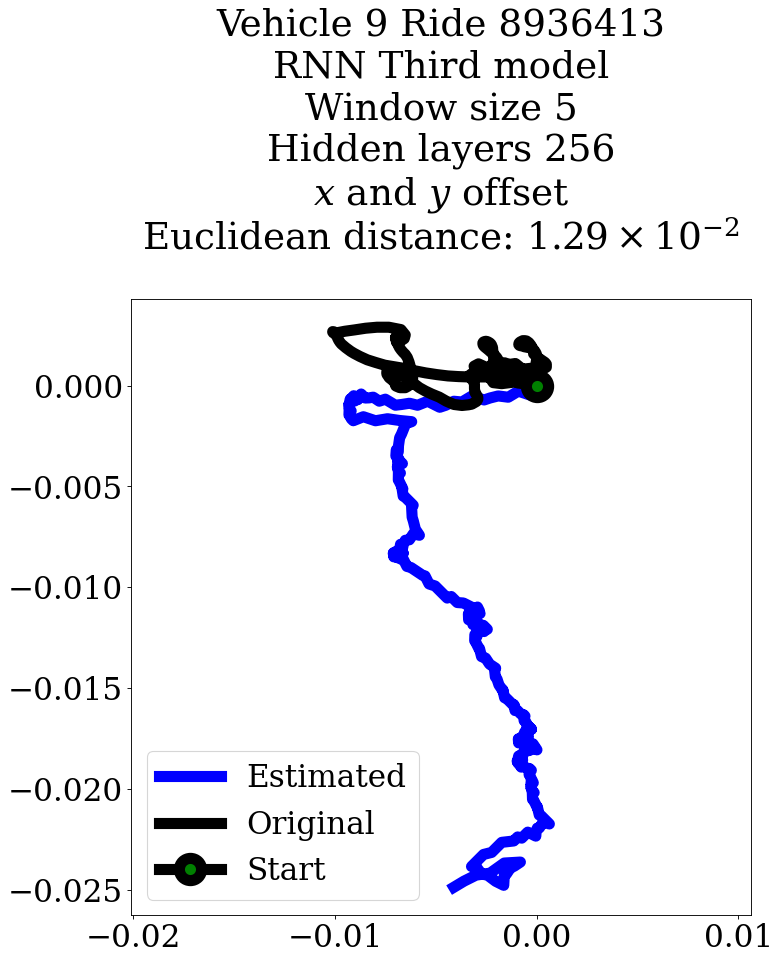 Vehicle 9 Ride 8936413
RNN Third model
Window size 5
Hidden layers 256
x and y offset
Euclidean distance: 1.29 × 10⁻²
0.000
−0.005
−0.010
−0.015
−0.020
−0.025
Estimated
Original
Start
−0.02
−0.01
0.00
0.01